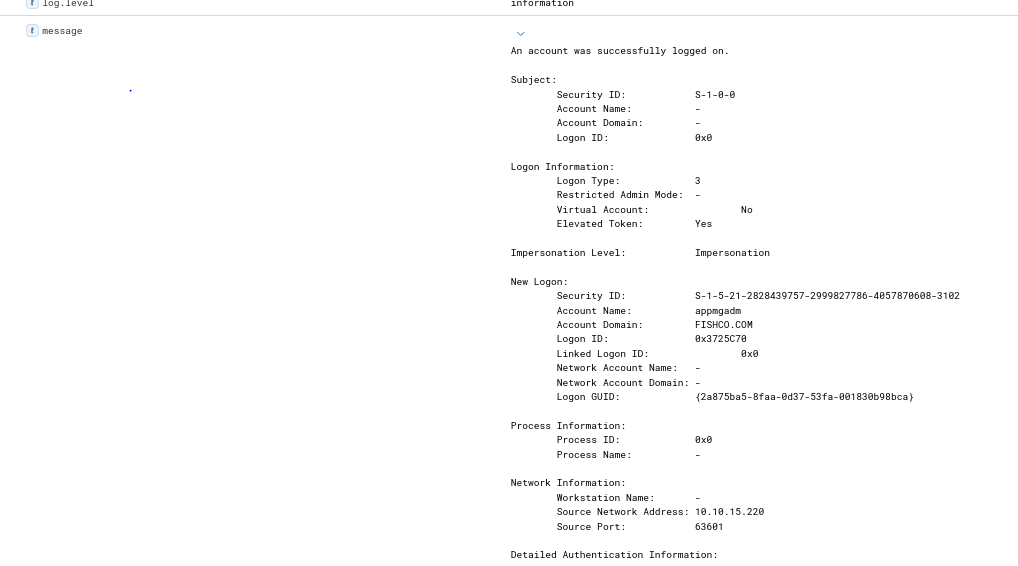 t log.level information
t message
An account was successfully logged on.
Subject:
Security ID: S-1-0-0
Account Name: -
Account Domain: -
Logon ID: 0x0
Logon Information:
Logon Type: 3
Restricted Admin Mode: -
Virtual Account: No
Elevated Token: Yes
Impersonation Level: Impersonation
New Logon:
Security ID: S-1-5-21-2828439757-2999827786-4057870608-3102
Account Name: appmgadm
Account Domain: FISHCO.COM
Logon ID: 0x3725C70
Linked Logon ID: 0x0
Network Account Name: -
Network Account Domain: -
Logon GUID: {2a875ba5-8faa-0d37-53fa-001830b98bca}
Process Information:
Process ID: 0x0
Process Name: -
Network Information:
Workstation Name: -
Source Network Address: 10.10.15.220
Source Port: 63601
Detailed Authentication Information: